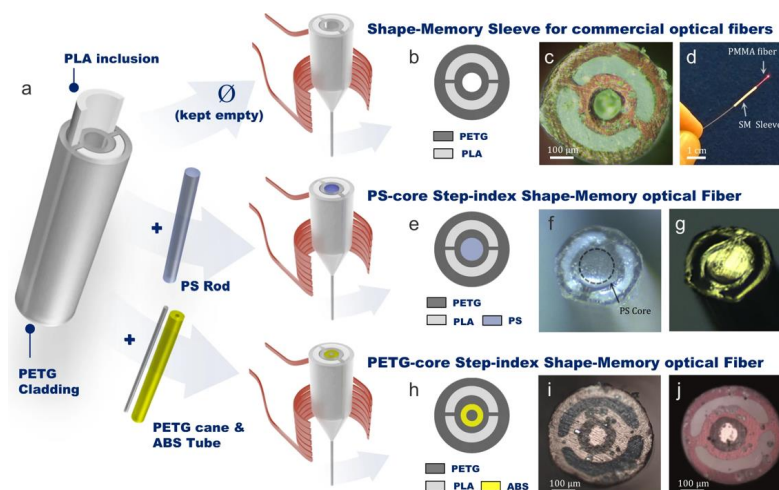 Shape-Memory Sleeve for commercial optical fibers
a
PLA inclusion
Ø
(kept empty)
b
PETG
PLA
c
100 µm
d
PMMA fiber
SM Sleeve
1 cm
PS-core Step-index Shape-Memory optical Fiber
+
PS Rod
e
PETG
PLA
PS
f
PS Core
g
PETG-core Step-index Shape-Memory optical Fiber
+
PETG
Cladding
PETG cane &
ABS Tube
h
PETG
PLA
ABS
i
100 µm
j
100 µm